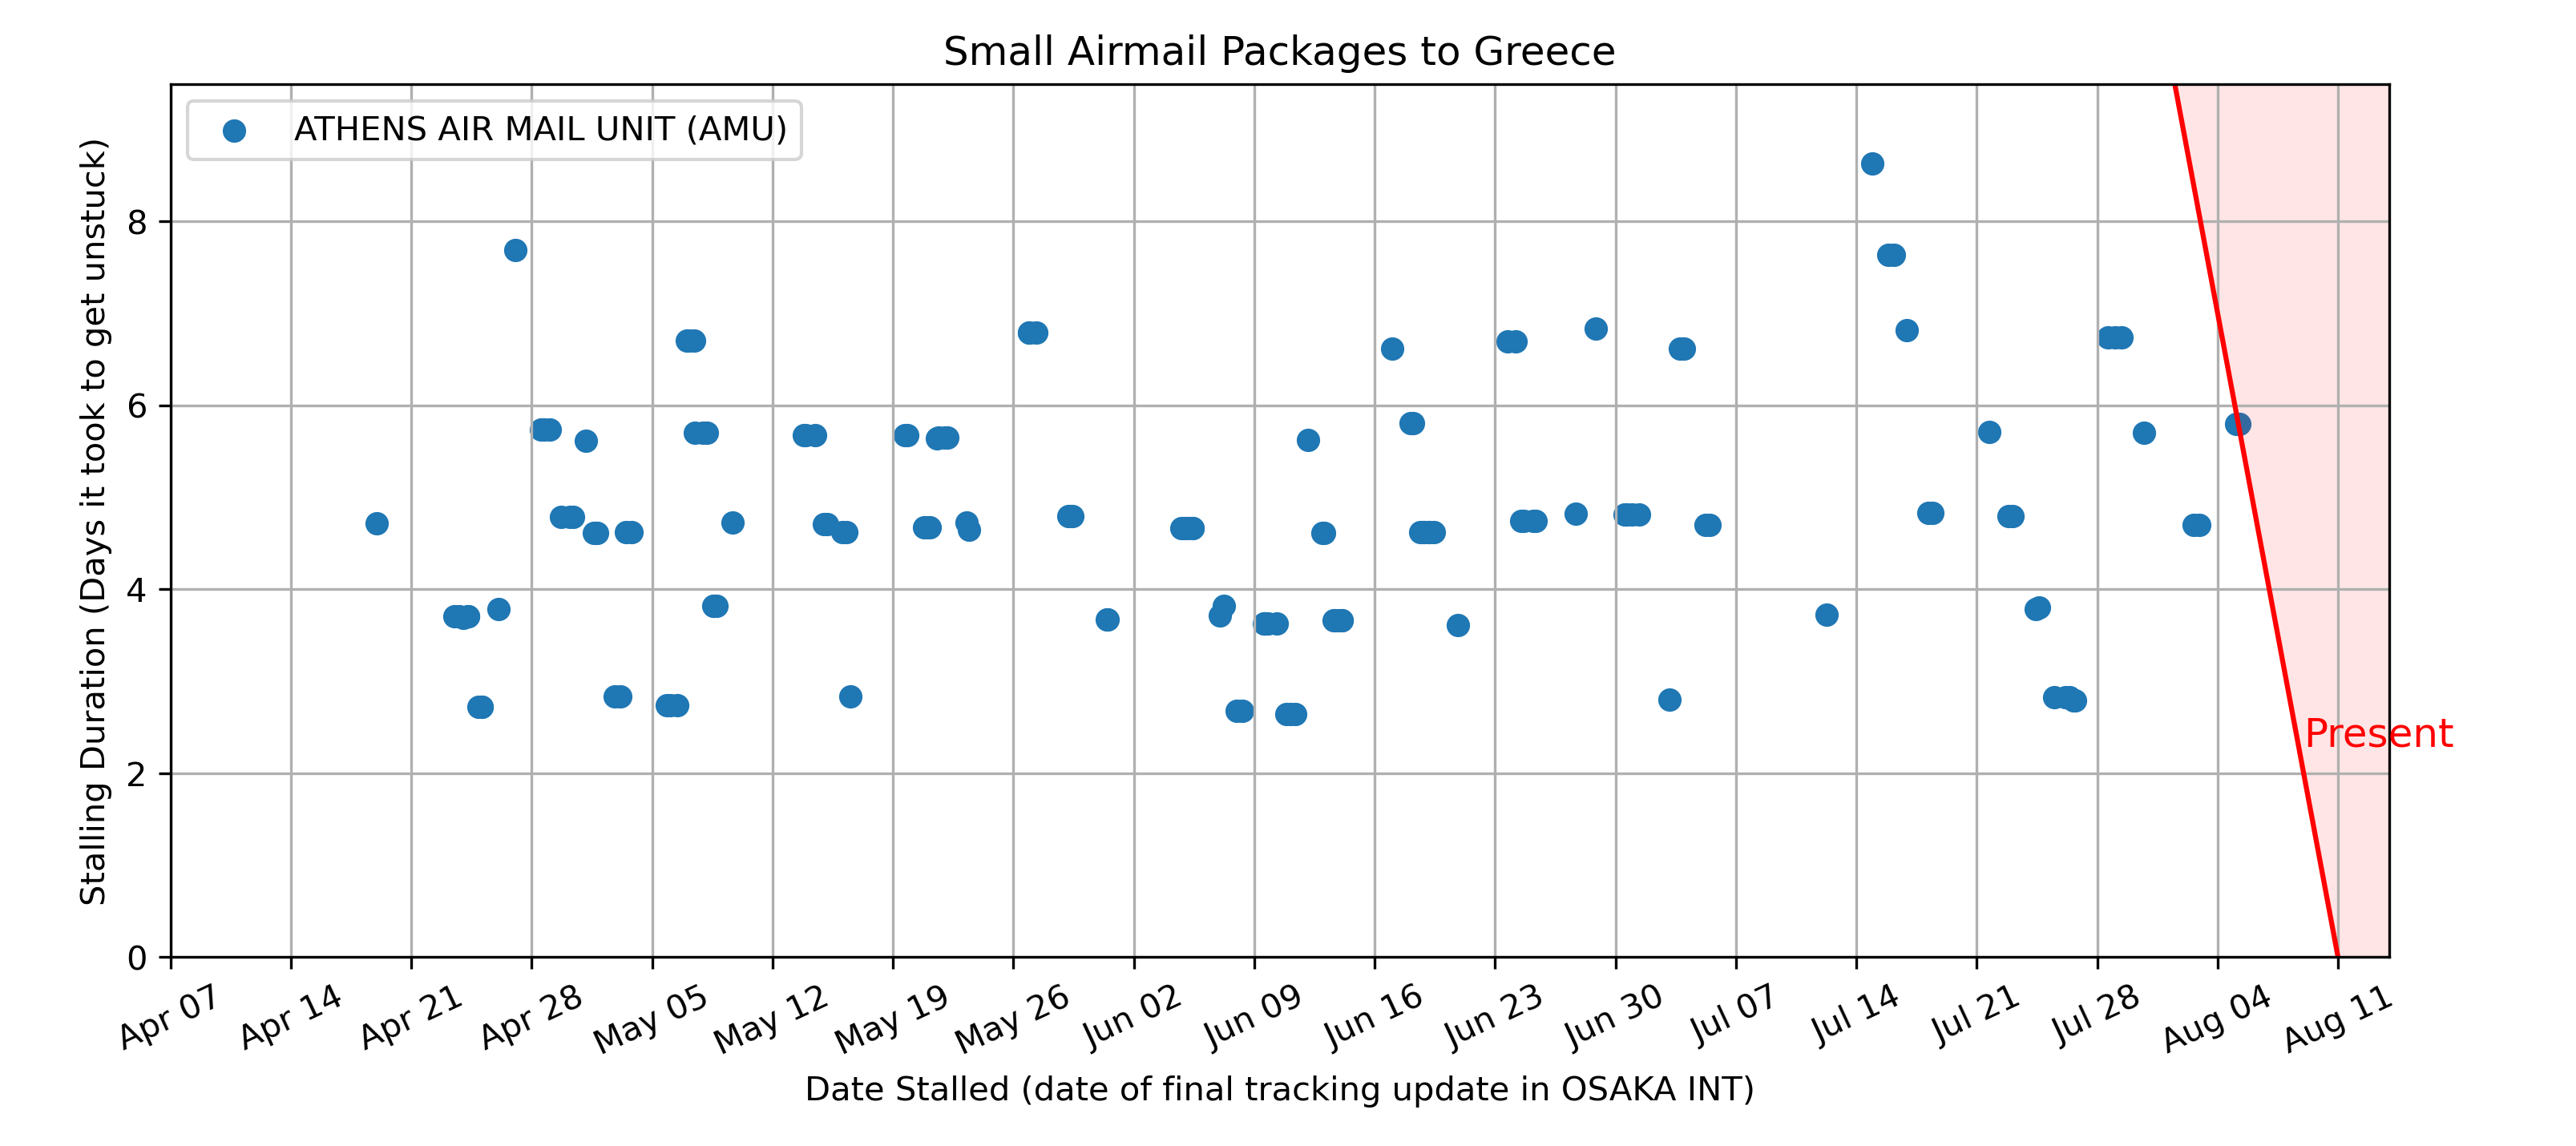 Small Airmail Packages to Greece
ATHENS AIR MAIL UNIT (AMU)
Stalling Duration (Days it took to get unstuck)
8
6
4
2
0
Present
Apr 07
Apr 14
Apr 21
Apr 28
May 05
May 12
May 19
May 26
Jun 02
Jun 09
Jun 16
Jun 23
Jun 30
Jul 07
Jul 14
Jul 21
Jul 28
Aug 04
Aug 11
Date Stalled (date of final tracking update in OSAKA INT)